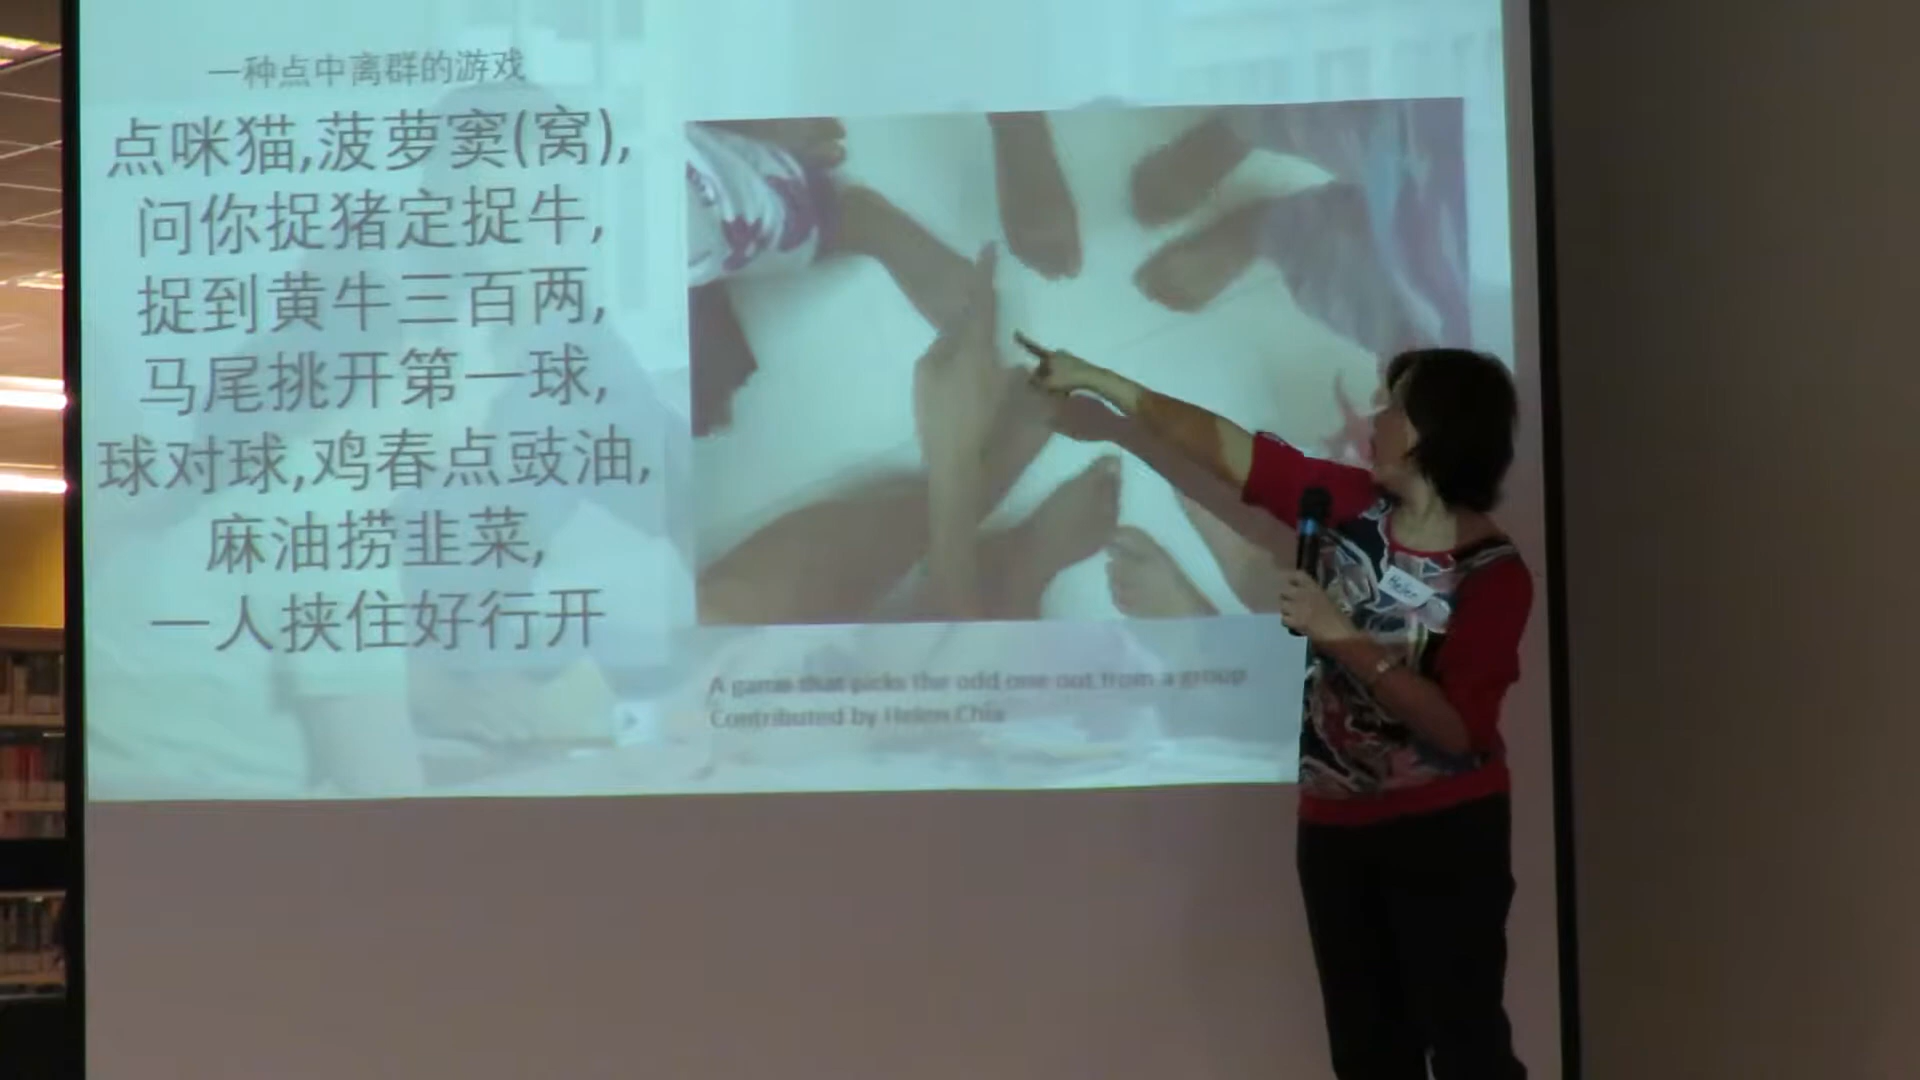 一种点中离群的游戏
点咪猫,菠萝窦(窝),
问你捉猪定捉牛,
捉到黄牛三百两,
马尾挑开第一球,
球对球,鸡春点豉油,
麻油捞韭菜,
一人挟住好行开
A game that picks the odd one out from a group
Contributed by Helen Chia
Helen